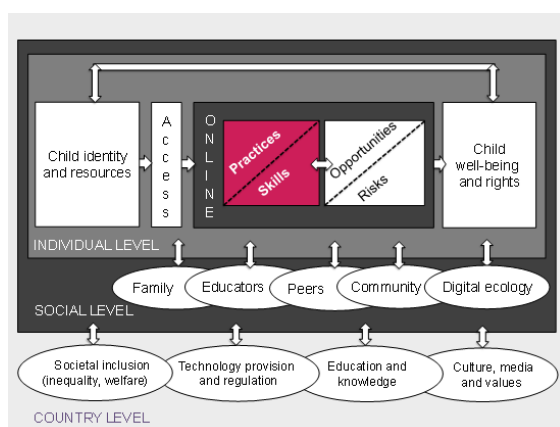 Child identity
and resources
Access
ONLINE
Practices
Skills
Opportunities
Risks
Child
well-being
and rights
INDIVIDUAL LEVEL
Family
Educators
Peers
Community
Digital ecology
SOCIAL LEVEL
Societal inclusion
(inequality, welfare)
Technology provision
and regulation
Education and
knowledge
Culture, media
and values
COUNTRY LEVEL